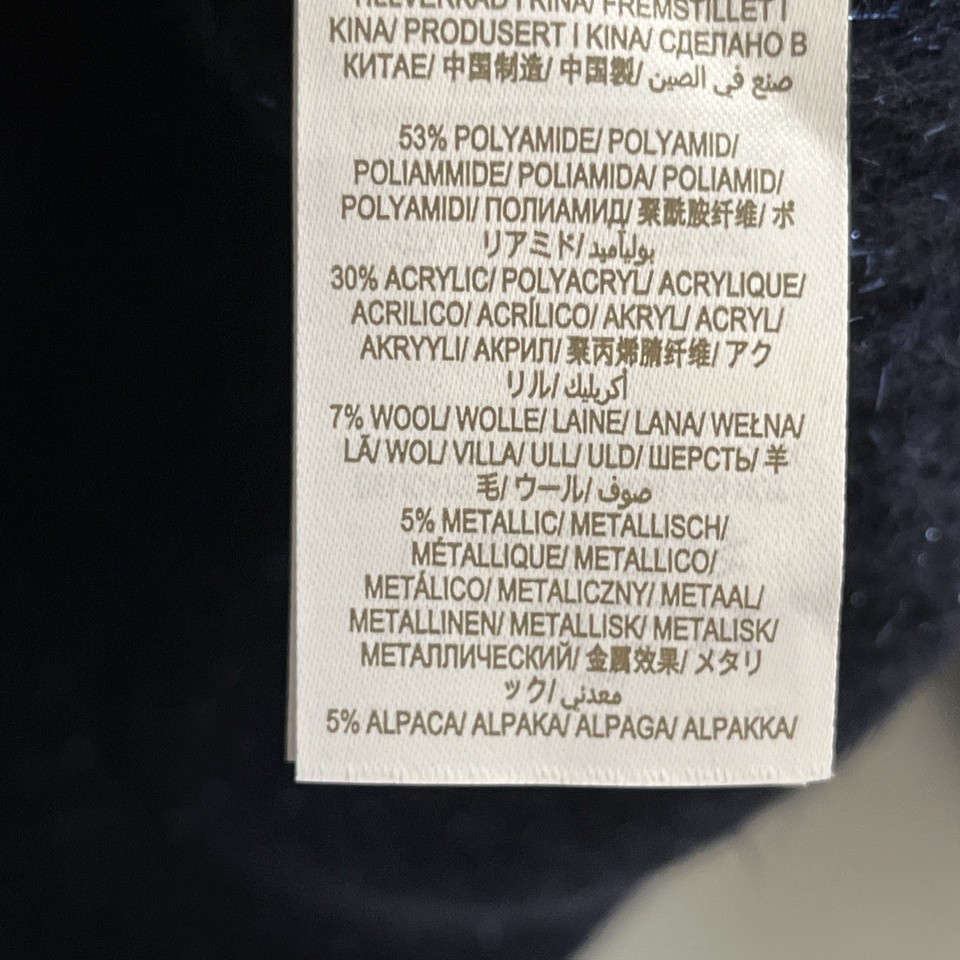 TILLVERKAD I KINA/ FREMSTILLET I
KINA/ PRODUSERT I KINA/ СДЕЛАНО В
КИТАЕ/ 中国制造/ 中国製/ صنع في الصين
53% POLYAMIDE/ POLYAMID/
POLIAMMIDE/ POLIAMIDA/ POLIAMID/
POLYAMIDI/ ПОЛИАМИД/ 聚酰胺纤维/ ポ
リアミド/ بولياميد
30% ACRYLIC/ POLYACRYL/ ACRYLIQUE/
ACRILICO/ ACRÍLICO/ AKRYL/ ACRYL/
AKRYYLI/ АКРИЛ/ 聚丙烯腈纤维/ アク
リル/ أكريليك
7% WOOL/ WOLLE/ LAINE/ LANA/ WEŁNA/
LÃ/ WOL/ VILLA/ ULL/ ULD/ ШЕРСТЬ/ 羊
毛/ ウール/ صوف
5% METALLIC/ METALLISCH/
MÉTALLIQUE/ METALLICO/
METÁLICO/ METALICZNY/ METAAL/
METALLINEN/ METALLISK/ METALISK/
МЕТАЛЛИЧЕСКИЙ/ 金属效果/ メタリ
ック/ معدني
5% ALPACA/ ALPAKA/ ALPAGA/ ALPAKKA/